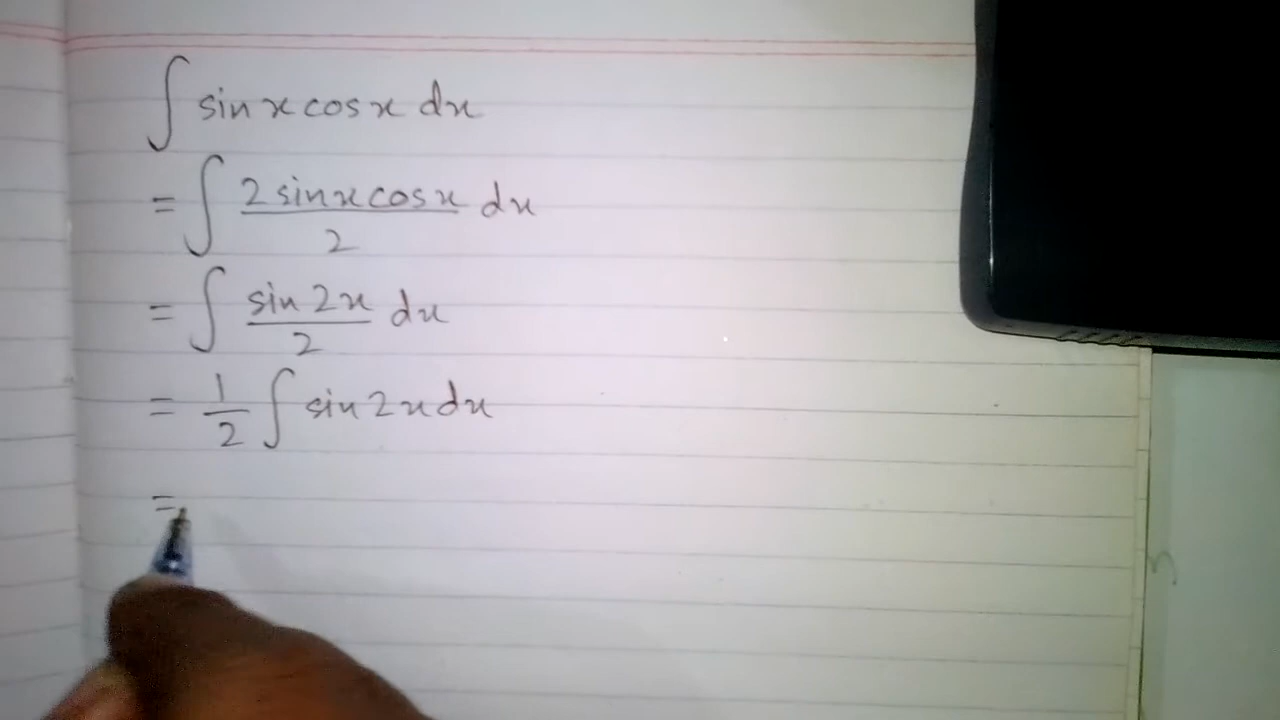 ∫ sin x cos x dx
= ∫ 2 sin x cos x / 2 dx
= ∫ sin 2x / 2 dx
= 1/2 ∫ sin 2x dx
=